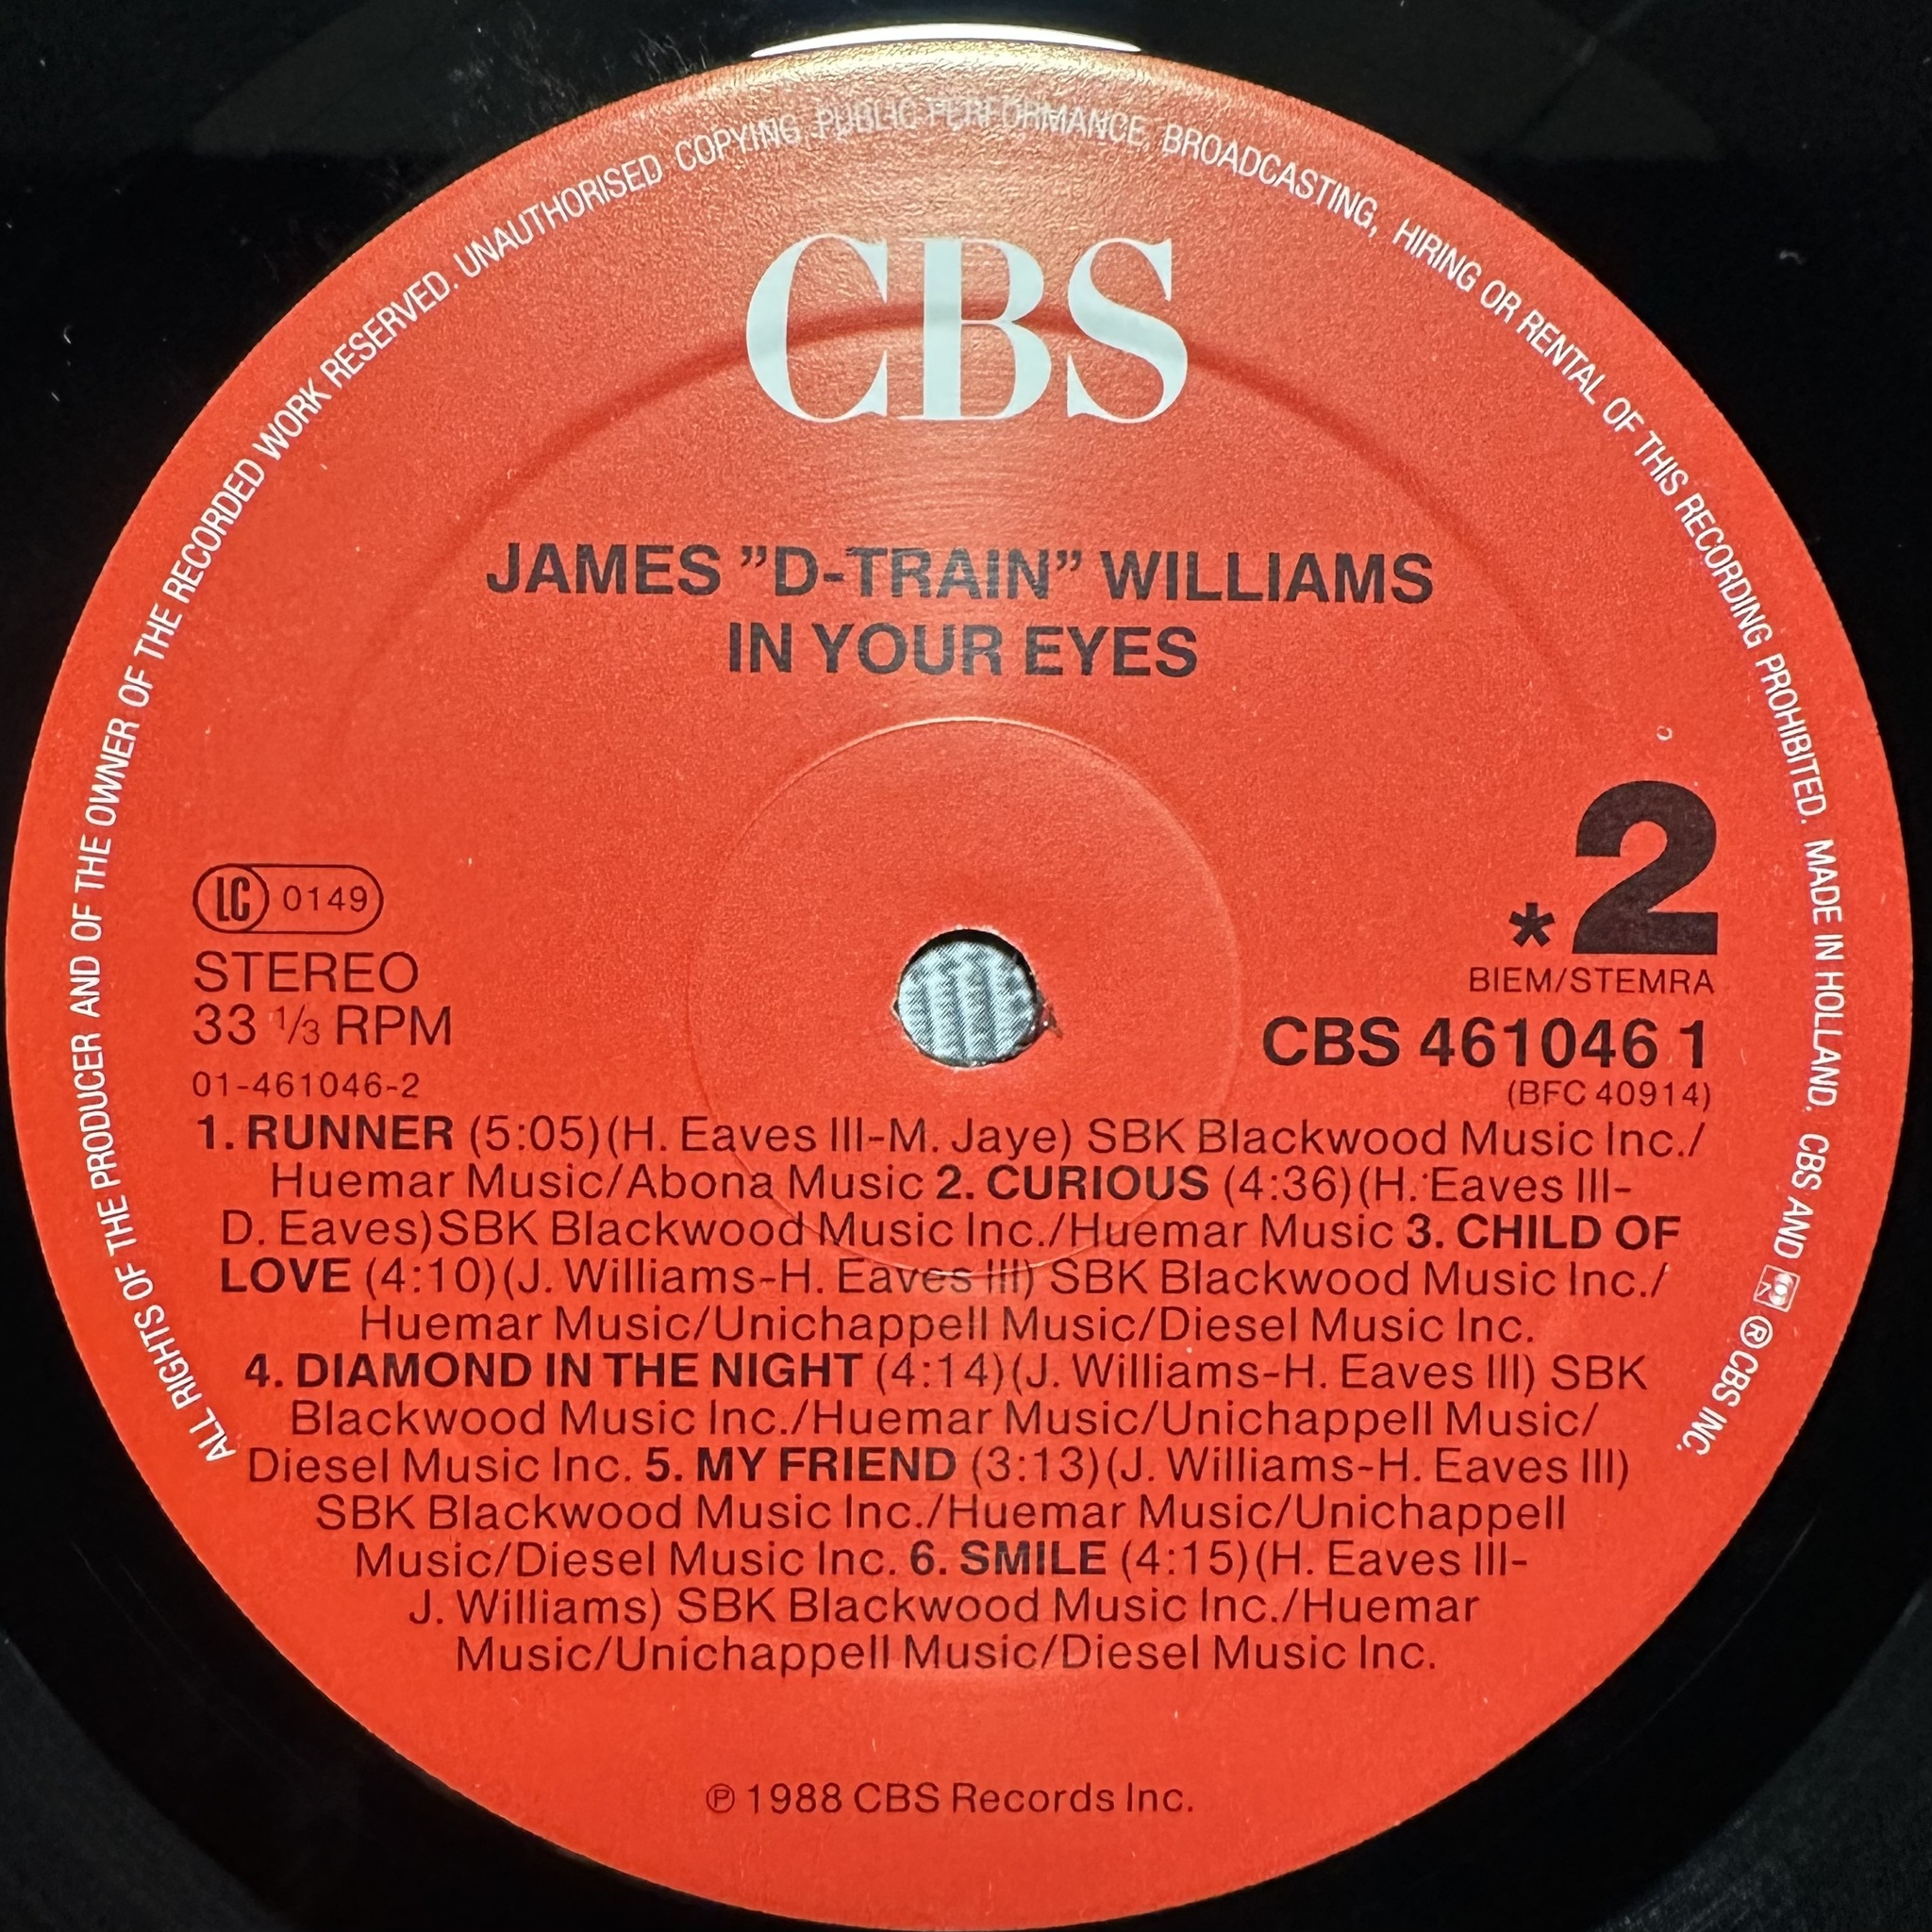 ALL RIGHTS OF THE PRODUCER AND OF THE OWNER OF THE RECORDED WORK RESERVED. UNAUTHORISED COPYING, PUBLIC PERFORMANCE, BROADCASTING, HIRING OR RENTAL OF THIS RECORDING PROHIBITED. MADE IN HOLLAND. CBS AND ® CBS INC.
CBS
JAMES ”D-TRAIN” WILLIAMS
IN YOUR EYES
*2
LC 0149
BIEM/STEMRA
STEREO
33 1/3 RPM
CBS 461046 1
01-461046-2
(BFC 40914)
1. RUNNER (5:05)(H. Eaves III-M. Jaye) SBK Blackwood Music Inc./
Huemar Music/Abona Music 2. CURIOUS (4:36)(H. Eaves III-
D. Eaves)SBK Blackwood Music Inc./Huemar Music 3. CHILD OF
LOVE (4:10)(J. Williams-H. Eaves III) SBK Blackwood Music Inc./
Huemar Music/Unichappell Music/Diesel Music Inc.
4. DIAMOND IN THE NIGHT (4:14)(J. Williams-H. Eaves III) SBK
Blackwood Music Inc./Huemar Music/Unichappell Music/
Diesel Music Inc. 5. MY FRIEND (3:13)(J. Williams-H. Eaves III)
SBK Blackwood Music Inc./Huemar Music/Unichappell
Music/Diesel Music Inc. 6. SMILE (4:15)(H. Eaves III-
J. Williams) SBK Blackwood Music Inc./Huemar
Music/Unichappell Music/Diesel Music Inc.
℗ 1988 CBS Records Inc.